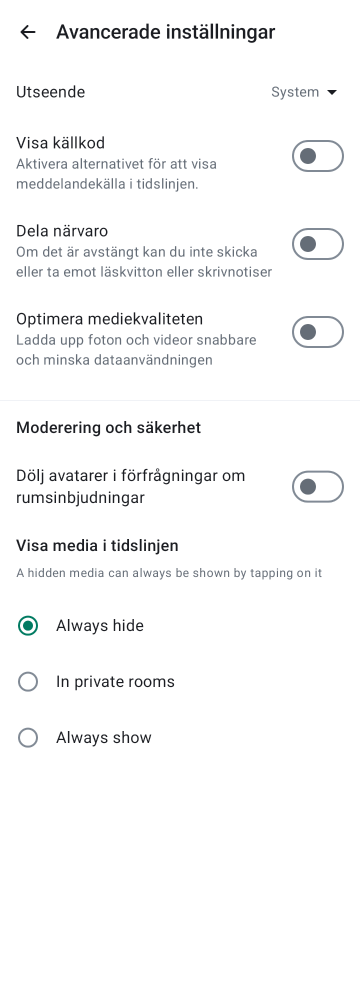 Avancerade inställningar
Utseende
System
Visa källkod
Aktivera alternativet för att visa
meddelandekälla i tidslinjen.
Dela närvaro
Om det är avstängt kan du inte skicka
eller ta emot läskvitton eller skrivnotiser
Optimera mediekvaliteten
Ladda upp foton och videor snabbare
och minska dataanvändningen
Moderering och säkerhet
Dölj avatarer i förfrågningar om
rumsinbjudningar
Visa media i tidslinjen
A hidden media can always be shown by tapping on it
Always hide
In private rooms
Always show